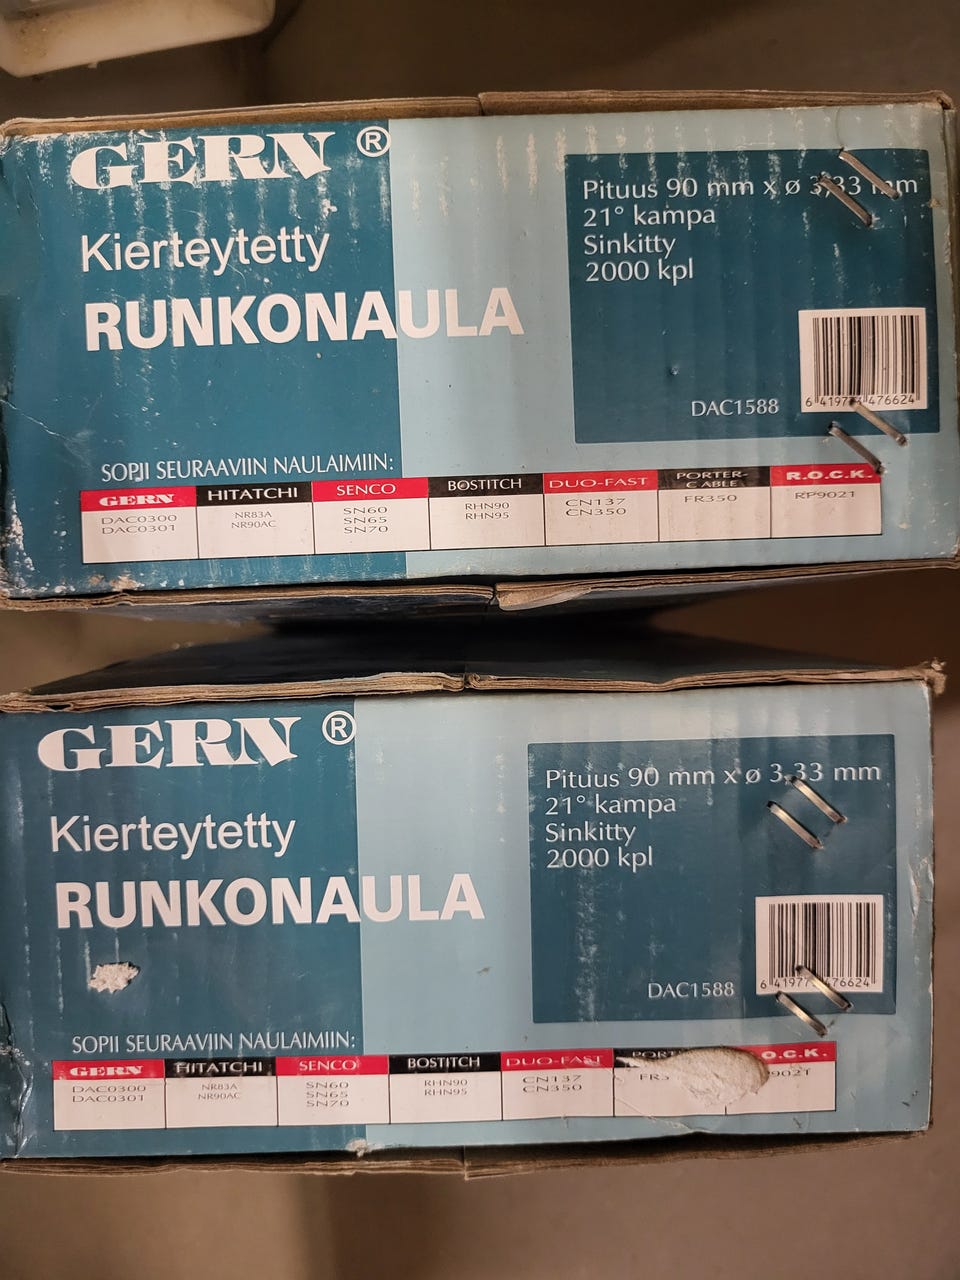 GERN ®
Kierteytetty
RUNKONAULA
Pituus 90 mm x ø 3,33 mm
21° kampa
Sinkitty
2000 kpl
DAC1588
SOPII SEURAAVIIN NAULAIMIIN:
GERN HITATCHI SENCO BOSTITCH DUO-FAST PORTER-CABLE R.O.C.K.
DAC0300 NR83A SN60 RHN90 CN137 FR350 RP9021
DAC0301 NR90AC SN65 RHN95 CN350
SN70
GERN ®
Kierteytetty
RUNKONAULA
Pituus 90 mm x ø 3,33 mm
21° kampa
Sinkitty
2000 kpl
DAC1588
SOPII SEURAAVIIN NAULAIMIIN:
GERN HITATCHI SENCO BOSTITCH DUO-FAST
DAC0300 NR83A SN60 RHN90 CN137
DAC0301 NR90AC SN65 RHN95 CN350
SN70